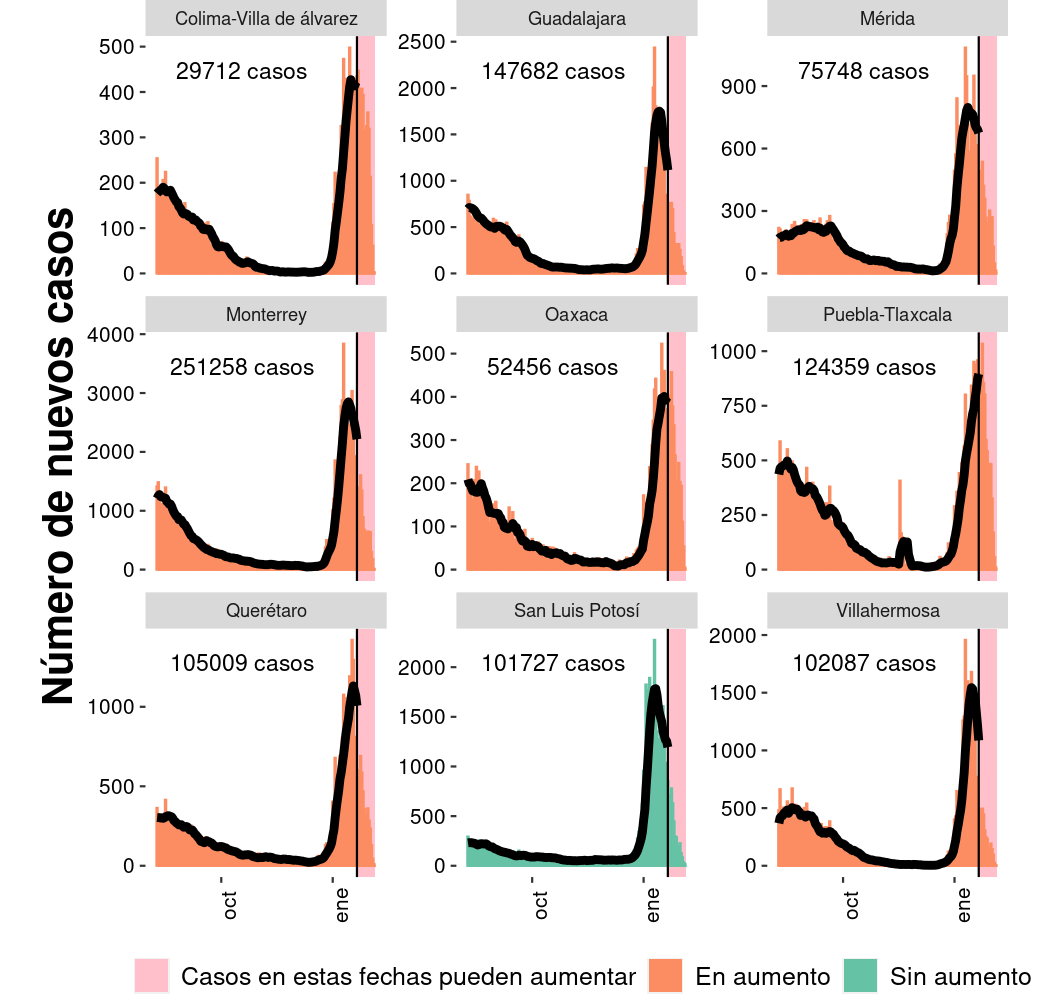 Número de nuevos casos
Colima-Villa de álvarez
Guadalajara
Mérida
29712 casos
147682 casos
75748 casos
500
400
300
200
100
0
2500
2000
1500
1000
500
0
900
600
300
0
Monterrey
Oaxaca
Puebla-Tlaxcala
251258 casos
52456 casos
124359 casos
4000
3000
2000
1000
0
500
400
300
200
100
0
1000
750
500
250
0
Querétaro
San Luis Potosí
Villahermosa
105009 casos
101727 casos
102087 casos
1000
500
0
2000
1500
1000
500
0
2000
1500
1000
500
0
oct
ene
oct
ene
oct
ene
Casos en estas fechas pueden aumentar
En aumento
Sin aumento